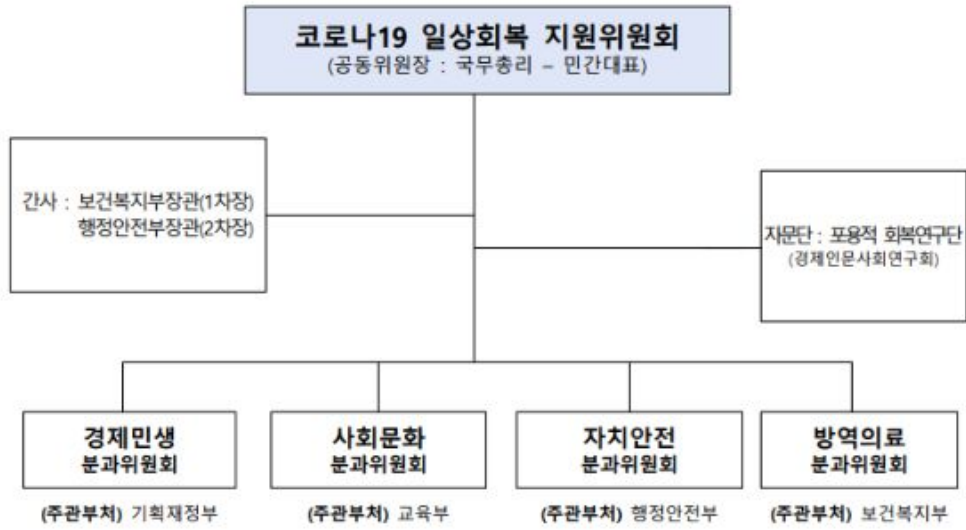 코로나19 일상회복 지원위원회
(공동위원장 : 국무총리 – 민간대표)
간사 : 보건복지부장관(1차장)
행정안전부장관(2차장)
자문단 : 포용적 회복연구단
(경제인문사회연구회)
경제민생
분과위원회
(주관부처) 기획재정부
사회문화
분과위원회
(주관부처) 교육부
자치안전
분과위원회
(주관부처) 행정안전부
방역의료
분과위원회
(주관부처) 보건복지부